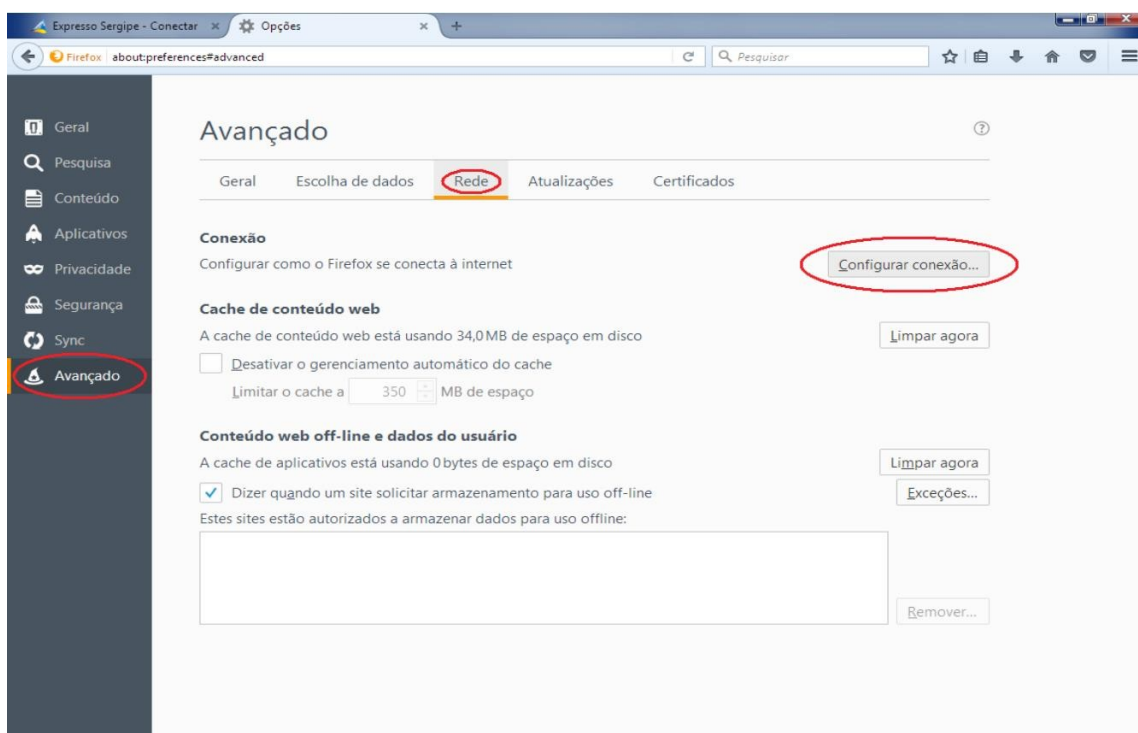 Expresso Sergipe - Conectar
Opções
Firefox
about:preferences#advanced
Pesquisar
Geral
Pesquisa
Conteúdo
Aplicativos
Privacidade
Segurança
Sync
Avançado
Avançado
Geral
Escolha de dados
Rede
Atualizações
Certificados
Conexão
Configurar como o Firefox se conecta à internet
Configurar conexão...
Cache de conteúdo web
A cache de conteúdo web está usando 34,0 MB de espaço em disco
Limpar agora
Desativar o gerenciamento automático do cache
Limitar o cache a 350 MB de espaço
Conteúdo web off-line e dados do usuário
A cache de aplicativos está usando 0 bytes de espaço em disco
Limpar agora
Dizer quando um site solicitar armazenamento para uso off-line
Exceções...
Estes sites estão autorizados a armazenar dados para uso offline:
Remover...